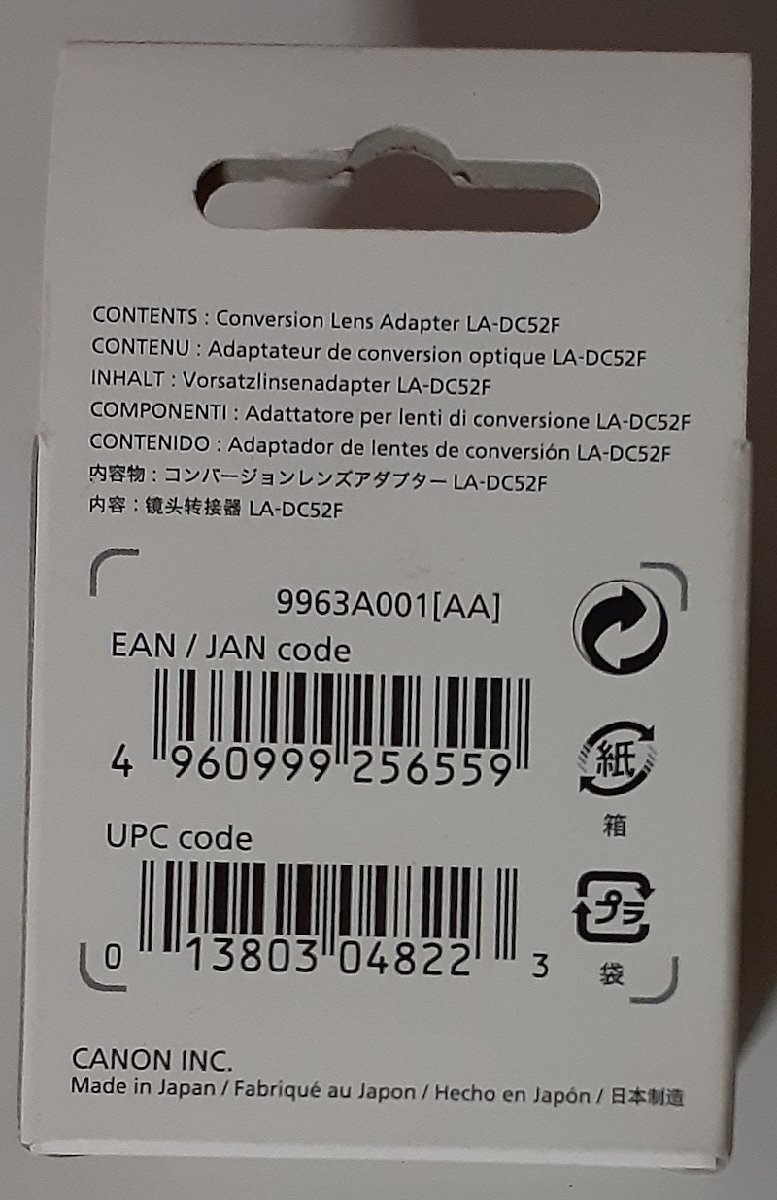 CONTENTS : Conversion Lens Adapter LA-DC52F
CONTENU : Adaptateur de conversion optique LA-DC52F
INHALT : Vorsatzlinsenadapter LA-DC52F
COMPONENTI : Adattatore per lenti di conversione LA-DC52F
CONTENIDO : Adaptador de lentes de conversión LA-DC52F
内容物 : コンバージョンレンズアダプター LA-DC52F
内容 : 镜头转接器 LA-DC52F
9963A001[AA]
EAN / JAN code
4 960999 256559
紙
箱
UPC code
0 13803 04822 3
プラ
袋
CANON INC.
Made in Japan / Fabriqué au Japon / Hecho en Japón / 日本制造